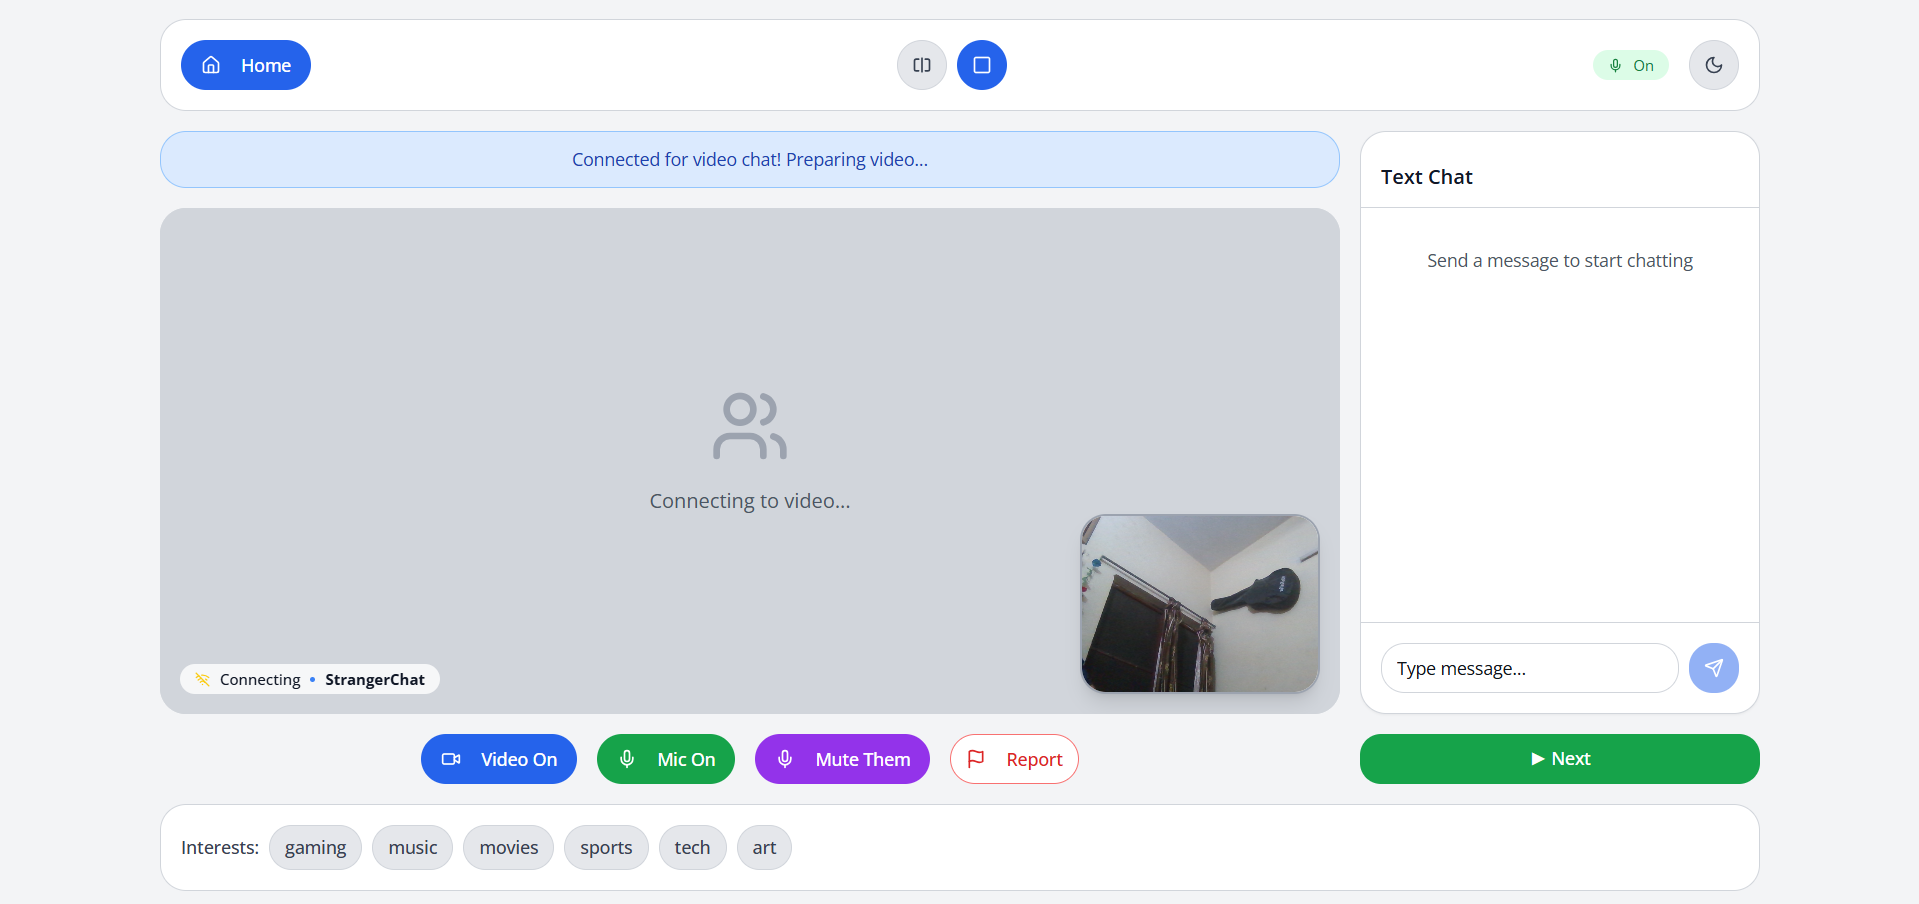 Home
On
Connected for video chat! Preparing video...
Text Chat
Send a message to start chatting
Connecting to video...
Connecting • StrangerChat
Type message...
Video On
Mic On
Mute Them
Report
▶ Next
Interests: gaming music movies sports tech art